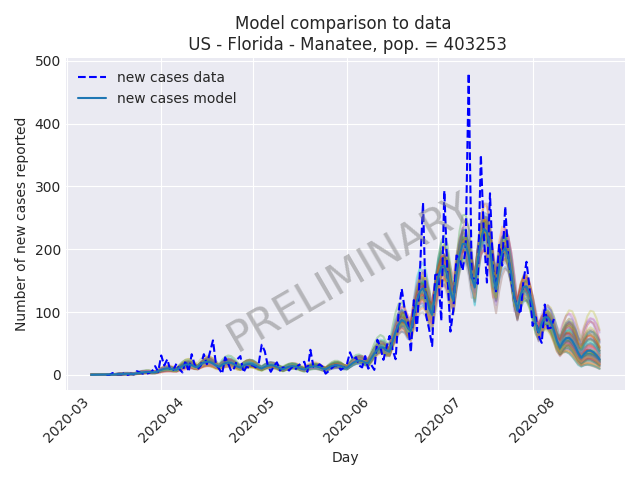 Model comparison to data
US - Florida - Manatee, pop. = 403253
new cases data
new cases model
PRELIMINARY
Number of new cases reported
500
400
300
200
100
0
2020-03
2020-04
2020-05
2020-06
2020-07
2020-08
Day